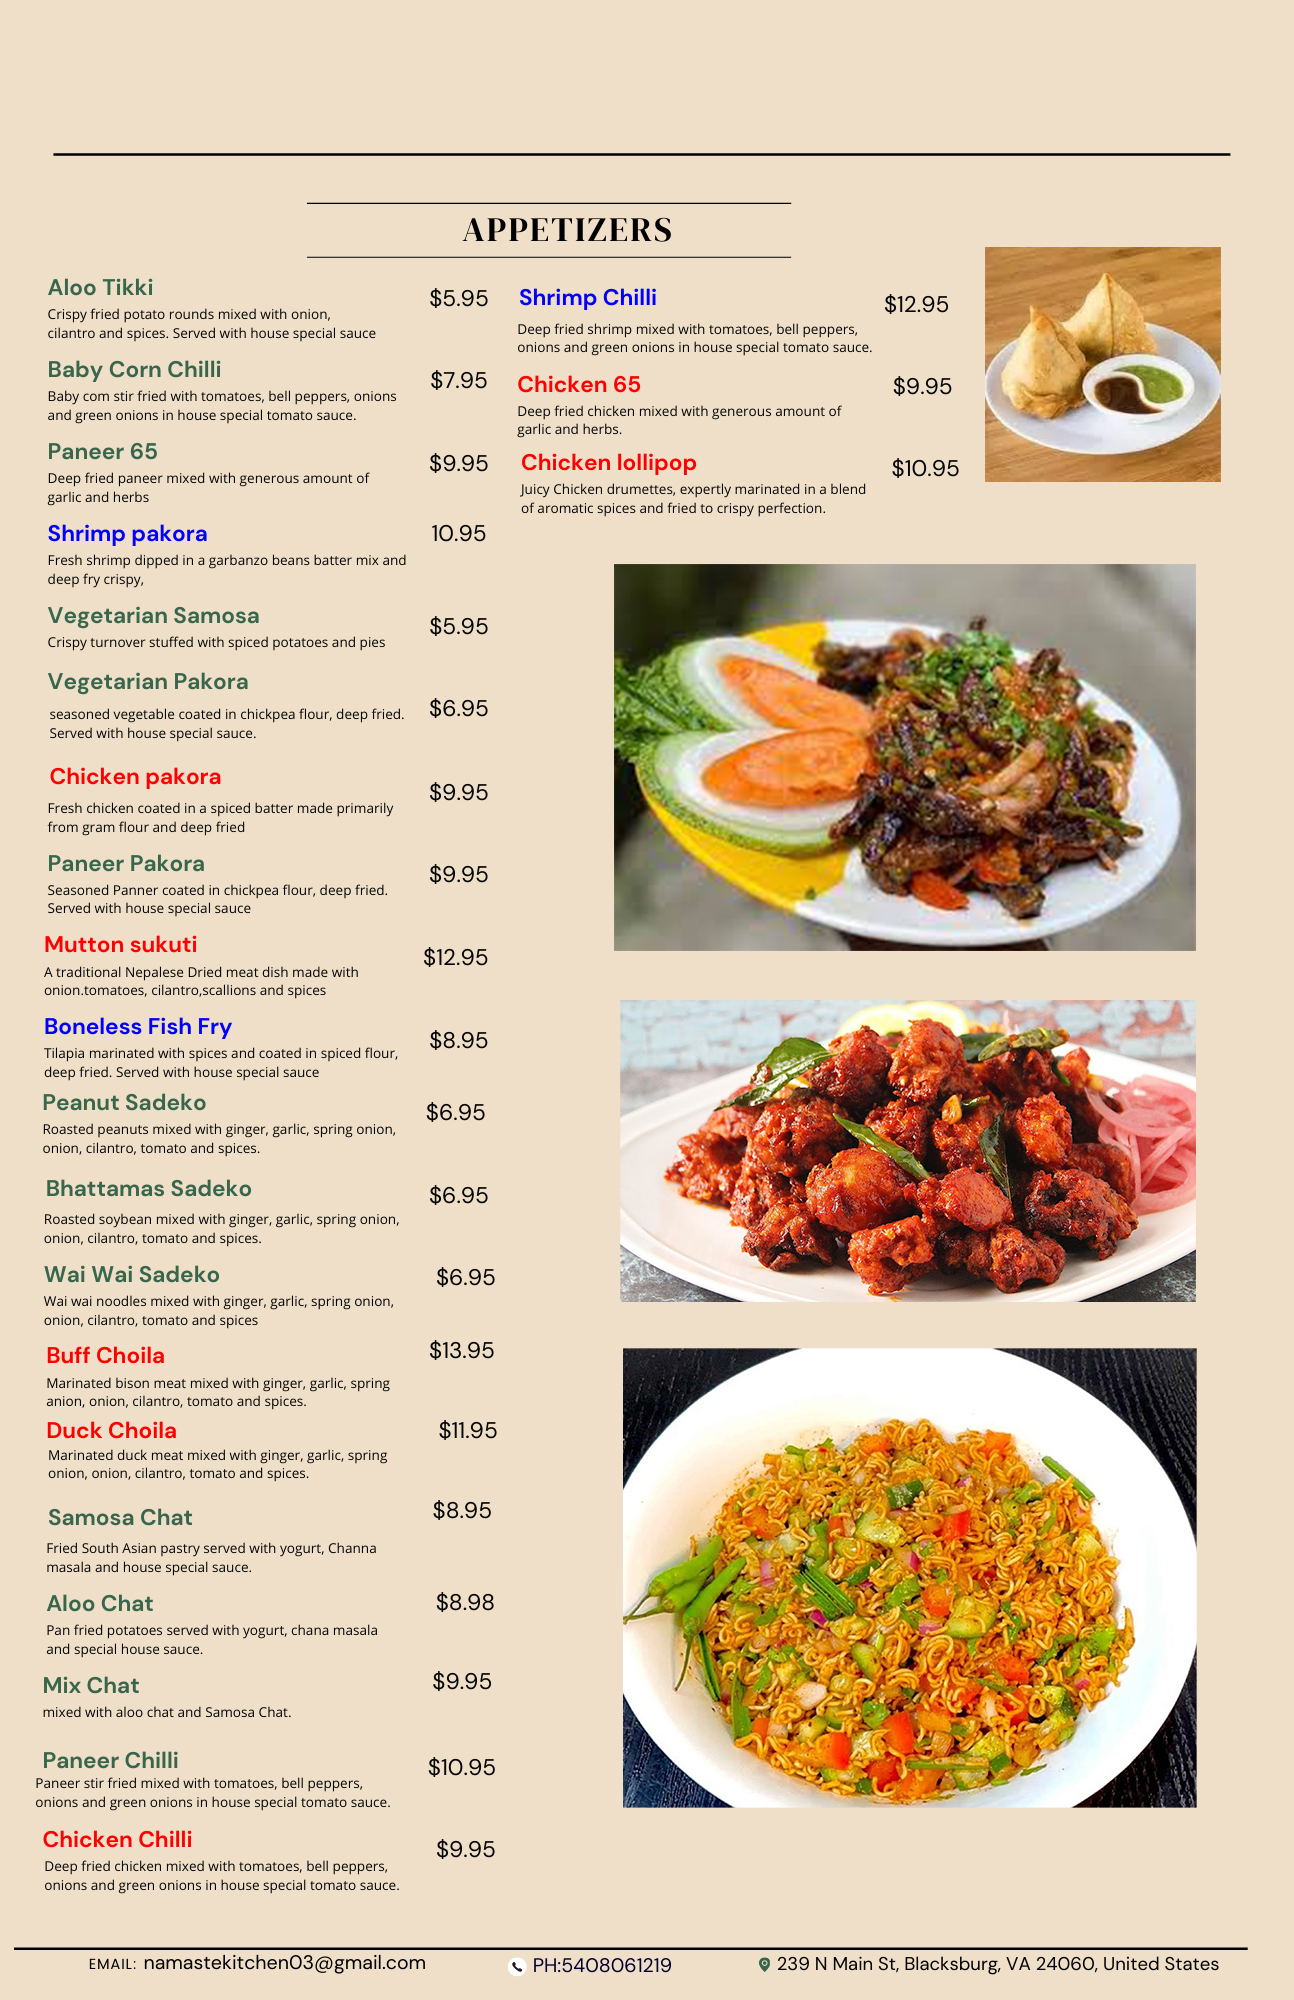 APPETIZERS
Aloo Tikki
$5.95
Crispy fried potato rounds mixed with onion,
cilantro and spices. Served with house special sauce
Baby Corn Chilli
$7.95
Baby com stir fried with tomatoes, bell peppers, onions
and green onions in house special tomato sauce.
Paneer 65
$9.95
Deep fried paneer mixed with generous amount of
garlic and herbs
Shrimp pakora
10.95
Fresh shrimp dipped in a garbanzo beans batter mix and
deep fry crispy,
Vegetarian Samosa
$5.95
Crispy turnover stuffed with spiced potatoes and pies
Vegetarian Pakora
$6.95
seasoned vegetable coated in chickpea flour, deep fried.
Served with house special sauce.
Chicken pakora
$9.95
Fresh chicken coated in a spiced batter made primarily
from gram flour and deep fried
Paneer Pakora
$9.95
Seasoned Panner coated in chickpea flour, deep fried.
Served with house special sauce
Mutton sukuti
$12.95
A traditional Nepalese Dried meat dish made with
onion.tomatoes, cilantro,scallions and spices
Boneless Fish Fry
$8.95
Tilapia marinated with spices and coated in spiced flour,
deep fried. Served with house special sauce
Peanut Sadeko
$6.95
Roasted peanuts mixed with ginger, garlic, spring onion,
onion, cilantro, tomato and spices.
Bhattamas Sadeko
$6.95
Roasted soybean mixed with ginger, garlic, spring onion,
onion, cilantro, tomato and spices.
Wai Wai Sadeko
$6.95
Wai wai noodles mixed with ginger, garlic, spring onion,
onion, cilantro, tomato and spices
Buff Choila
$13.95
Marinated bison meat mixed with ginger, garlic, spring
anion, onion, cilantro, tomato and spices.
Duck Choila
$11.95
Marinated duck meat mixed with ginger, garlic, spring
onion, onion, cilantro, tomato and spices.
Samosa Chat
$8.95
Fried South Asian pastry served with yogurt, Channa
masala and house special sauce.
Aloo Chat
$8.98
Pan fried potatoes served with yogurt, chana masala
and special house sauce.
Mix Chat
$9.95
mixed with aloo chat and Samosa Chat.
Paneer Chilli
$10.95
Paneer stir fried mixed with tomatoes, bell peppers,
onions and green onions in house special tomato sauce.
Chicken Chilli
$9.95
Deep fried chicken mixed with tomatoes, bell peppers,
onions and green onions in house special tomato sauce.
Shrimp Chilli
$12.95
Deep fried shrimp mixed with tomatoes, bell peppers,
onions and green onions in house special tomato sauce.
Chicken 65
$9.95
Deep fried chicken mixed with generous amount of
garlic and herbs.
Chicken lollipop
$10.95
Juicy Chicken drumettes, expertly marinated in a blend
of aromatic spices and fried to crispy perfection.
EMAIL: namastekitchen03@gmail.com
PH:5408061219
239 N Main St, Blacksburg, VA 24060, United States